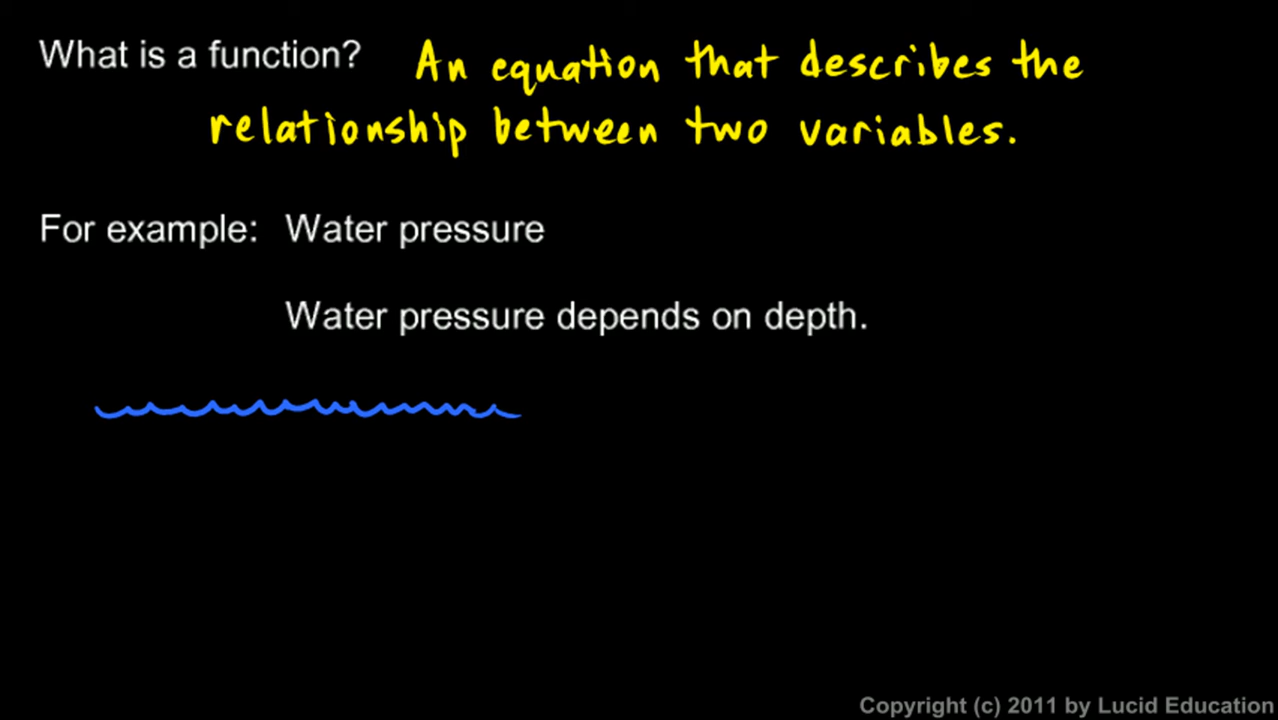 What is a function? An equation that describes the
relationship between two variables.
For example: Water pressure
Water pressure depends on depth.
Copyright (c) 2011 by Lucid Education